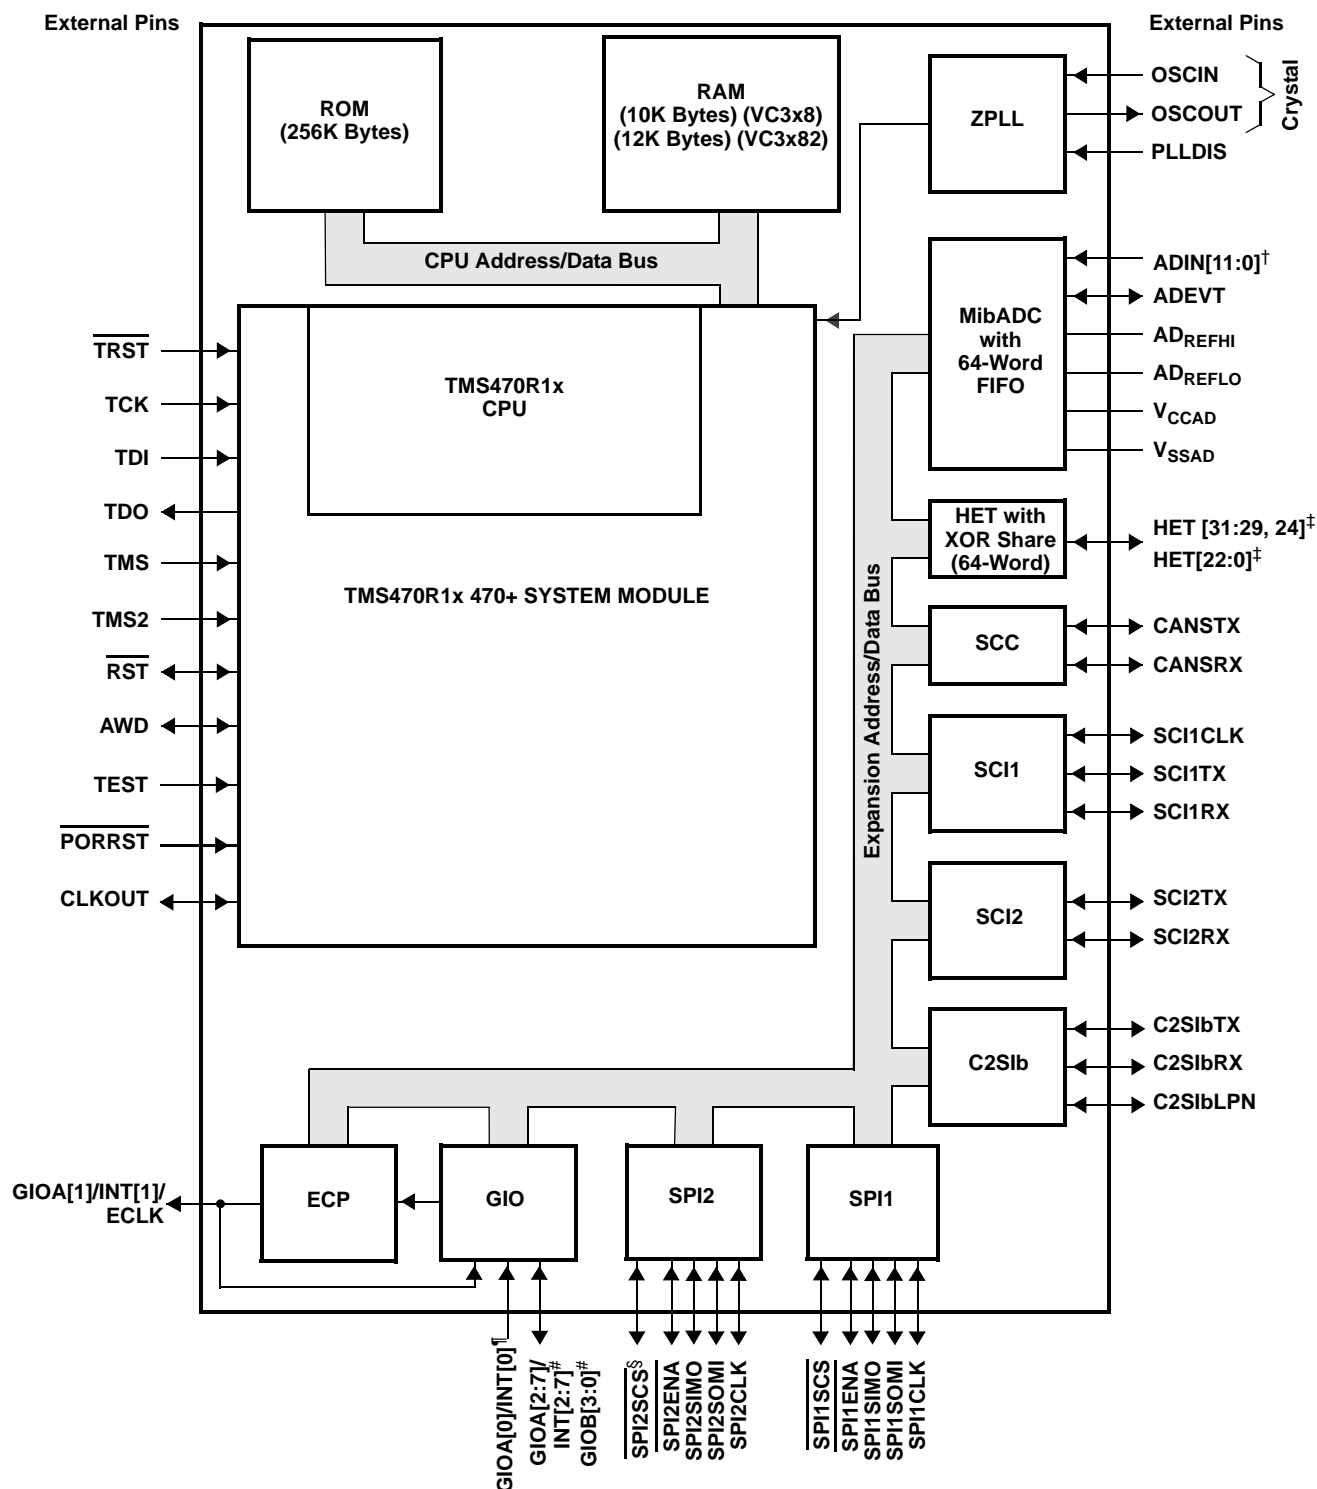 External Pins
External Pins
ROM
(256K Bytes)
RAM
(10K Bytes) (VC3x8)
(12K Bytes) (VC3x82)
ZPLL
OSCIN
OSCOUT
PLLDIS
Crystal
CPU Address/Data Bus
MibADC
with
64-Word
FIFO
ADIN[11:0]†
ADEVT
ADREFHI
ADREFLO
VCCAD
VSSAD
TRST
TCK
TDI
TDO
TMS
TMS2
RST
AWD
TEST
PORRST
CLKOUT
TMS470R1x
CPU
TMS470R1x 470+ SYSTEM MODULE
Expansion Address/Data Bus
HET with
XOR Share
(64-Word)
HET [31:29, 24]‡
HET[22:0]‡
SCC
CANSTX
CANSRX
SCI1
SCI1CLK
SCI1TX
SCI1RX
SCI2
SCI2TX
SCI2RX
C2SIb
C2SIbTX
C2SIbRX
C2SIbLPN
GIOA[1]/INT[1]/
ECLK
ECP
GIO
SPI2
SPI1
GIOA[0]/INT[0]¶
GIOA[2:7]/
INT[2:7]#
GIOB[3:0]#
SPI2SCS§
SPI2ENA
SPI2SIMO
SPI2SOMI
SPI2CLK
SPI1SCS
SPI1ENA
SPI1SIMO
SPI1SOMI
SPI1CLK